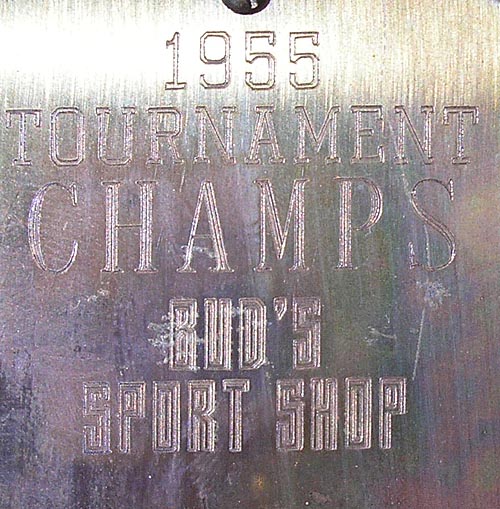 1955
TOURNAMENT
CHAMPS
BUD'S
SPORT SHOP